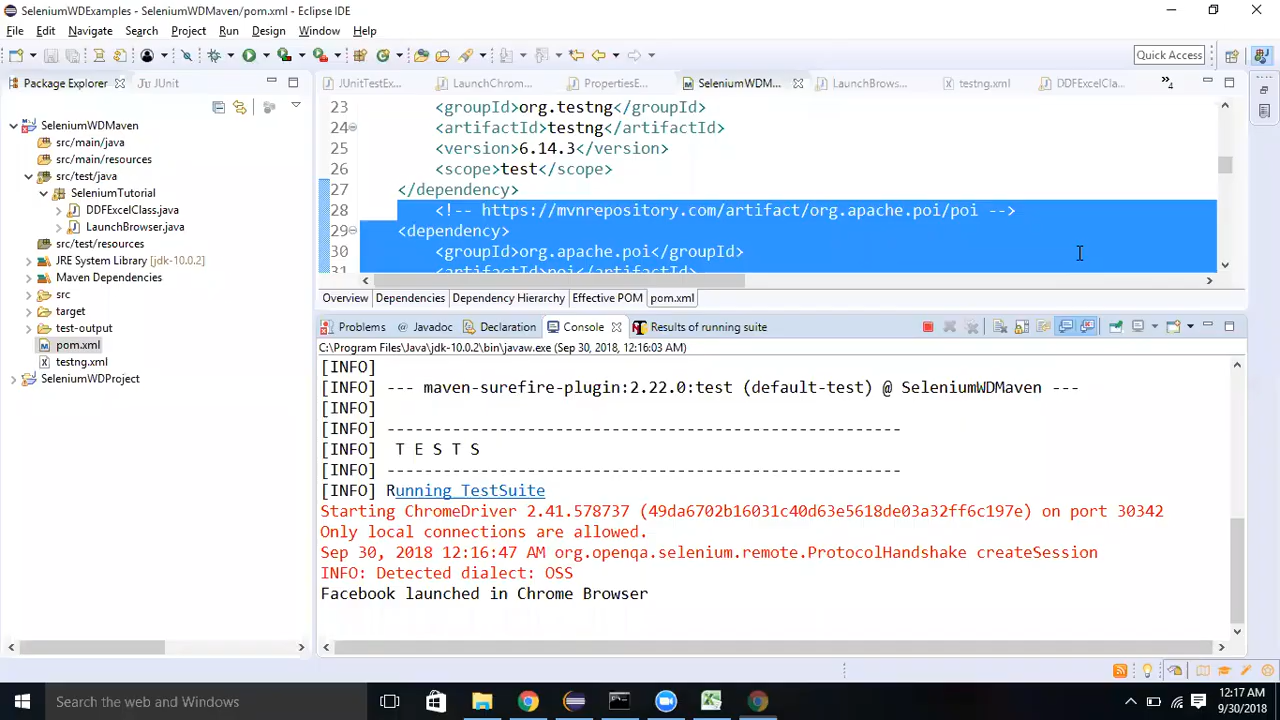 SeleniumWDExamples - SeleniumWDMaven/pom.xml - Eclipse IDE
File Edit Navigate Search Project Run Design Window Help
Quick Access
Package Explorer JUnit
JUnitTestEx... LaunchChrom... PropertiesE... SeleniumWDM... LaunchBrows... testng.xml DDFExcelCla... »4
SeleniumWDMaven
src/main/java
src/main/resources
src/test/java
SeleniumTutorial
DDFExcelClass.java
LaunchBrowser.java
src/test/resources
JRE System Library [jdk-10.0.2]
Maven Dependencies
src
target
test-output
pom.xml
testng.xml
SeleniumWDProject
23 <groupId>org.testng</groupId>
24 <artifactId>testng</artifactId>
25 <version>6.14.3</version>
26 <scope>test</scope>
27 </dependency>
28 <!-- https://mvnrepository.com/artifact/org.apache.poi/poi -->
29 <dependency>
30 <groupId>org.apache.poi</groupId>
31 <artifactId>poi</artifactId>
Overview Dependencies Dependency Hierarchy Effective POM pom.xml
Problems @ Javadoc Declaration Console Results of running suite
C:\Program Files\Java\jdk-10.0.2\bin\javaw.exe (Sep 30, 2018, 12:16:03 AM)
[INFO]
[INFO] --- maven-surefire-plugin:2.22.0:test (default-test) @ SeleniumWDMaven ---
[INFO]
[INFO] -------------------------------------------------------
[INFO] T E S T S
[INFO] -------------------------------------------------------
[INFO] Running TestSuite
Starting ChromeDriver 2.41.578737 (49da6702b16031c40d63e5618de03a32ff6c197e) on port 30342
Only local connections are allowed.
Sep 30, 2018 12:16:47 AM org.openqa.selenium.remote.ProtocolHandshake createSession
INFO: Detected dialect: OSS
Facebook launched in Chrome Browser
Search the web and Windows
12:17 AM
9/30/2018